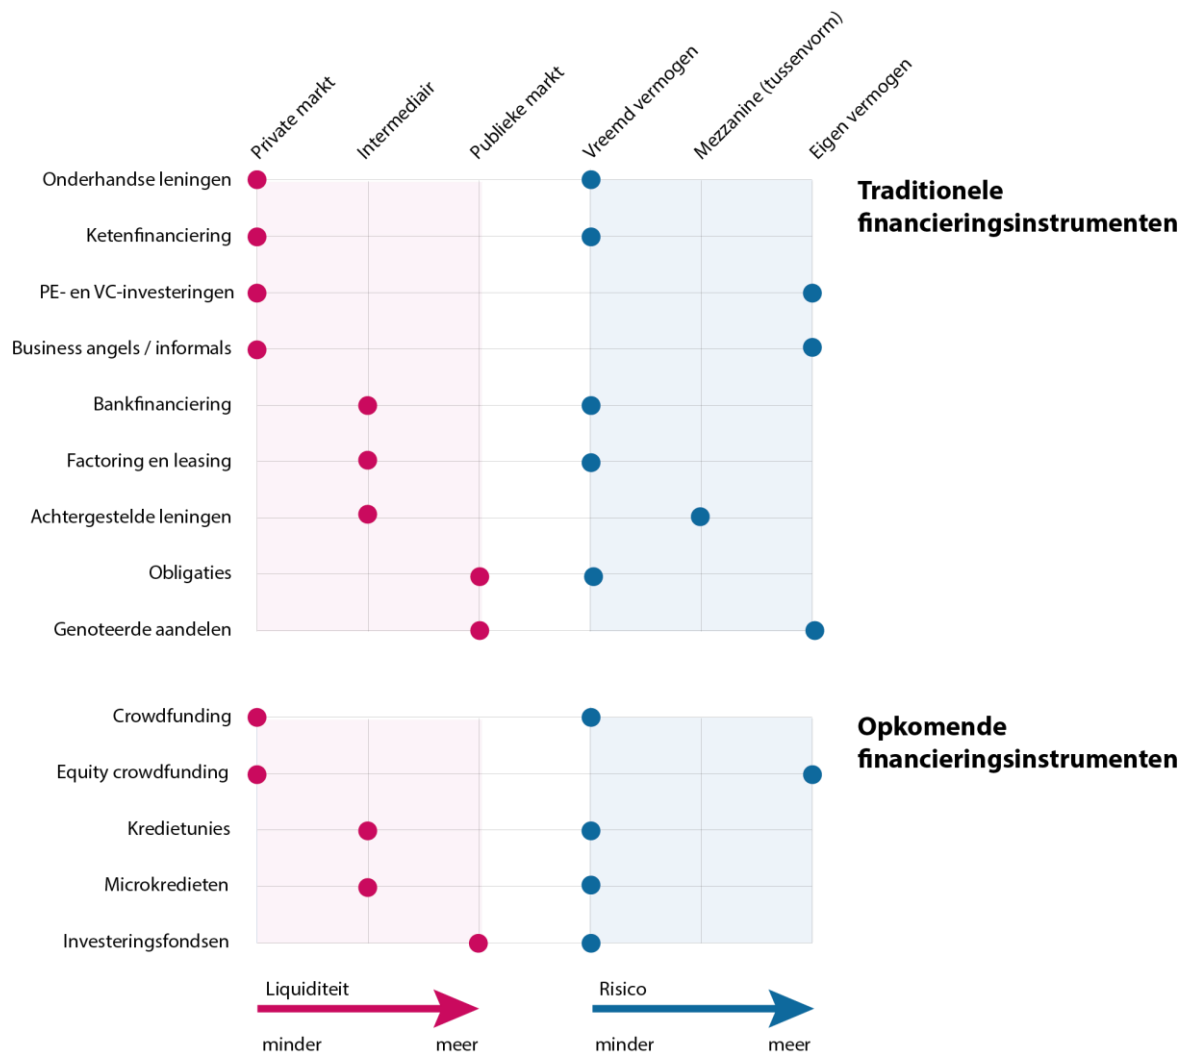 Private markt
Intermediair
Publieke markt
Vreemd vermogen
Mezzanine (tussenvorm)
Eigen vermogen
Onderhandse leningen
Ketenfinanciering
PE- en VC-investeringen
Business angels / informals
Bankfinanciering
Factoring en leasing
Achtergestelde leningen
Obligaties
Genoteerde aandelen
Traditionele
financieringsinstrumenten
Crowdfunding
Equity crowdfunding
Kredietunies
Microkredieten
Investeringsfondsen
Opkomende
financieringsinstrumenten
Liquiditeit
minder meer
Risico
minder meer